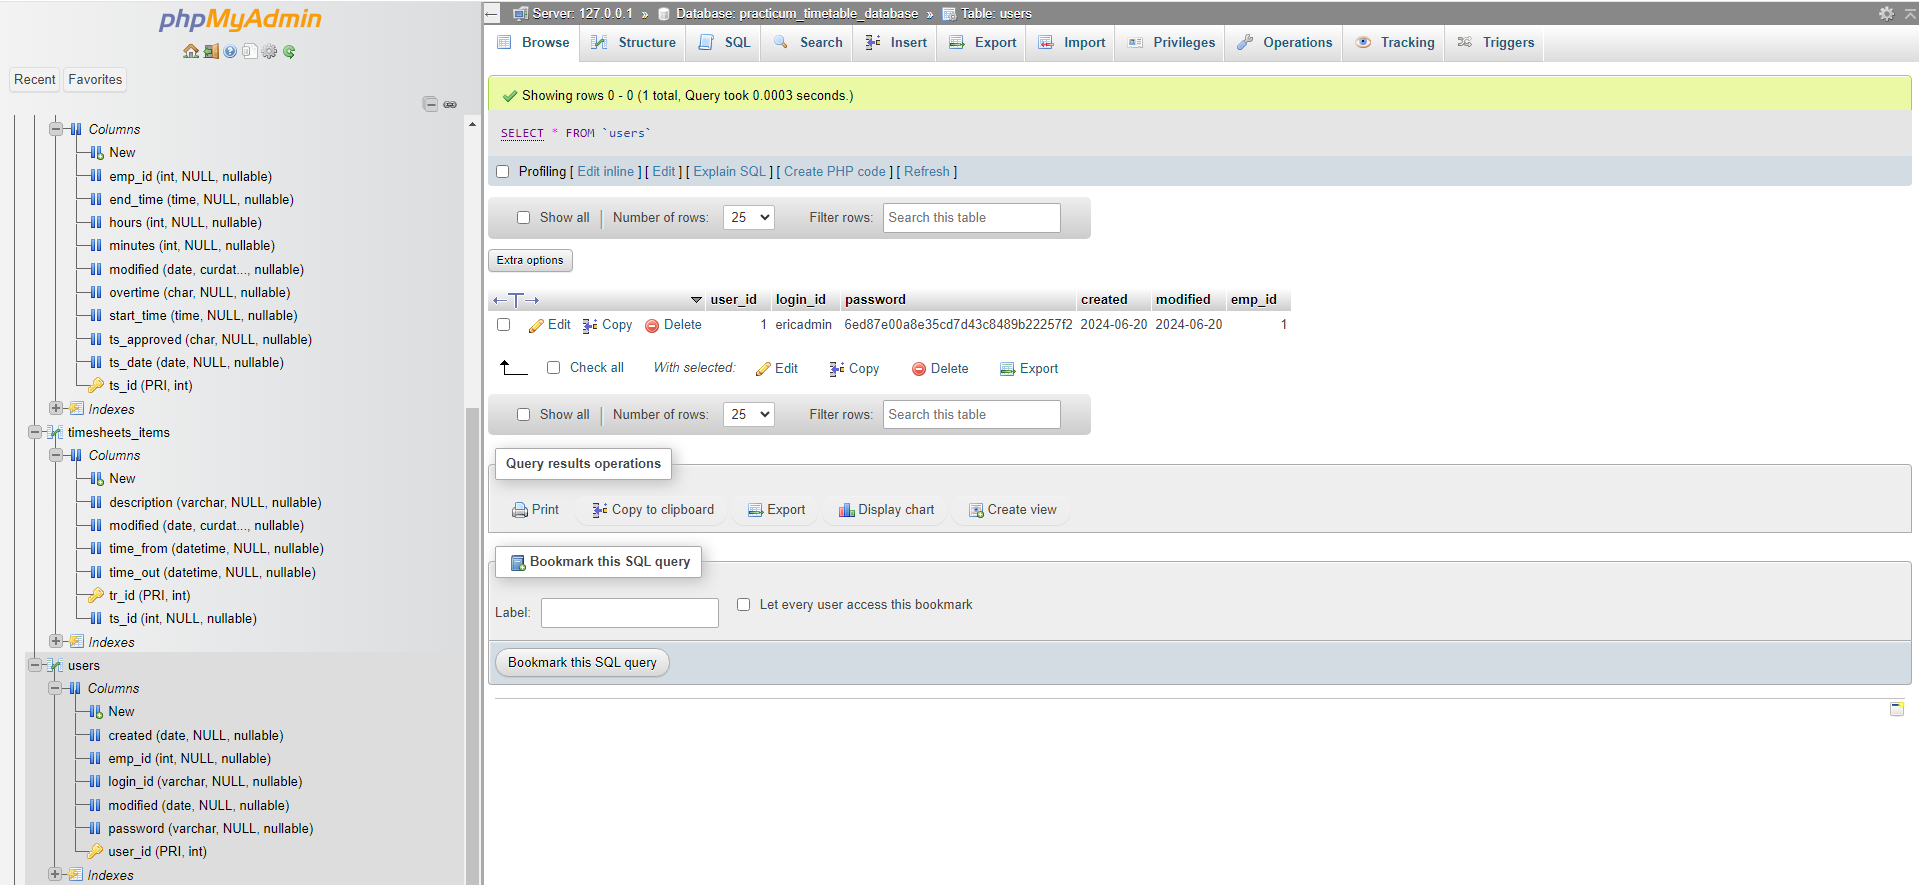 phpMyAdmin
Recent Favorites
Columns
New
emp_id (int, NULL, nullable)
end_time (time, NULL, nullable)
hours (int, NULL, nullable)
minutes (int, NULL, nullable)
modified (date, curdat..., nullable)
overtime (char, NULL, nullable)
start_time (time, NULL, nullable)
ts_approved (char, NULL, nullable)
ts_date (date, NULL, nullable)
ts_id (PRI, int)
Indexes
timesheets_items
Columns
New
description (varchar, NULL, nullable)
modified (date, curdat..., nullable)
time_from (datetime, NULL, nullable)
time_out (datetime, NULL, nullable)
tr_id (PRI, int)
ts_id (int, NULL, nullable)
Indexes
users
Columns
New
created (date, NULL, nullable)
emp_id (int, NULL, nullable)
login_id (varchar, NULL, nullable)
modified (date, NULL, nullable)
password (varchar, NULL, nullable)
user_id (PRI, int)
Indexes
Server: 127.0.0.1 » Database: practicum_timetable_database » Table: users
Browse Structure SQL Search Insert Export Import Privileges Operations Tracking Triggers
Showing rows 0 - 0 (1 total, Query took 0.0003 seconds.)
SELECT * FROM `users`
Profiling [ Edit inline ] [ Edit ] [ Explain SQL ] [ Create PHP code ] [ Refresh ]
Show all Number of rows: 25 Filter rows: Search this table
Extra options
user_id login_id password created modified emp_id
Edit Copy Delete 1 ericadmin 6ed87e00a8e35cd7d43c8489b22257f2 2024-06-20 2024-06-20 1
Check all With selected: Edit Copy Delete Export
Show all Number of rows: 25 Filter rows: Search this table
Query results operations
Print Copy to clipboard Export Display chart Create view
Bookmark this SQL query
Label: Let every user access this bookmark
Bookmark this SQL query